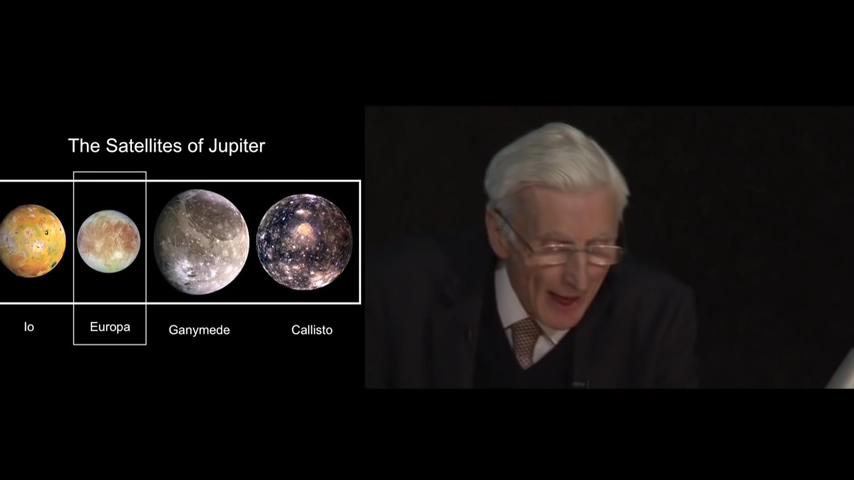 The Satellites of Jupiter
Io
Europa
Ganymede
Callisto